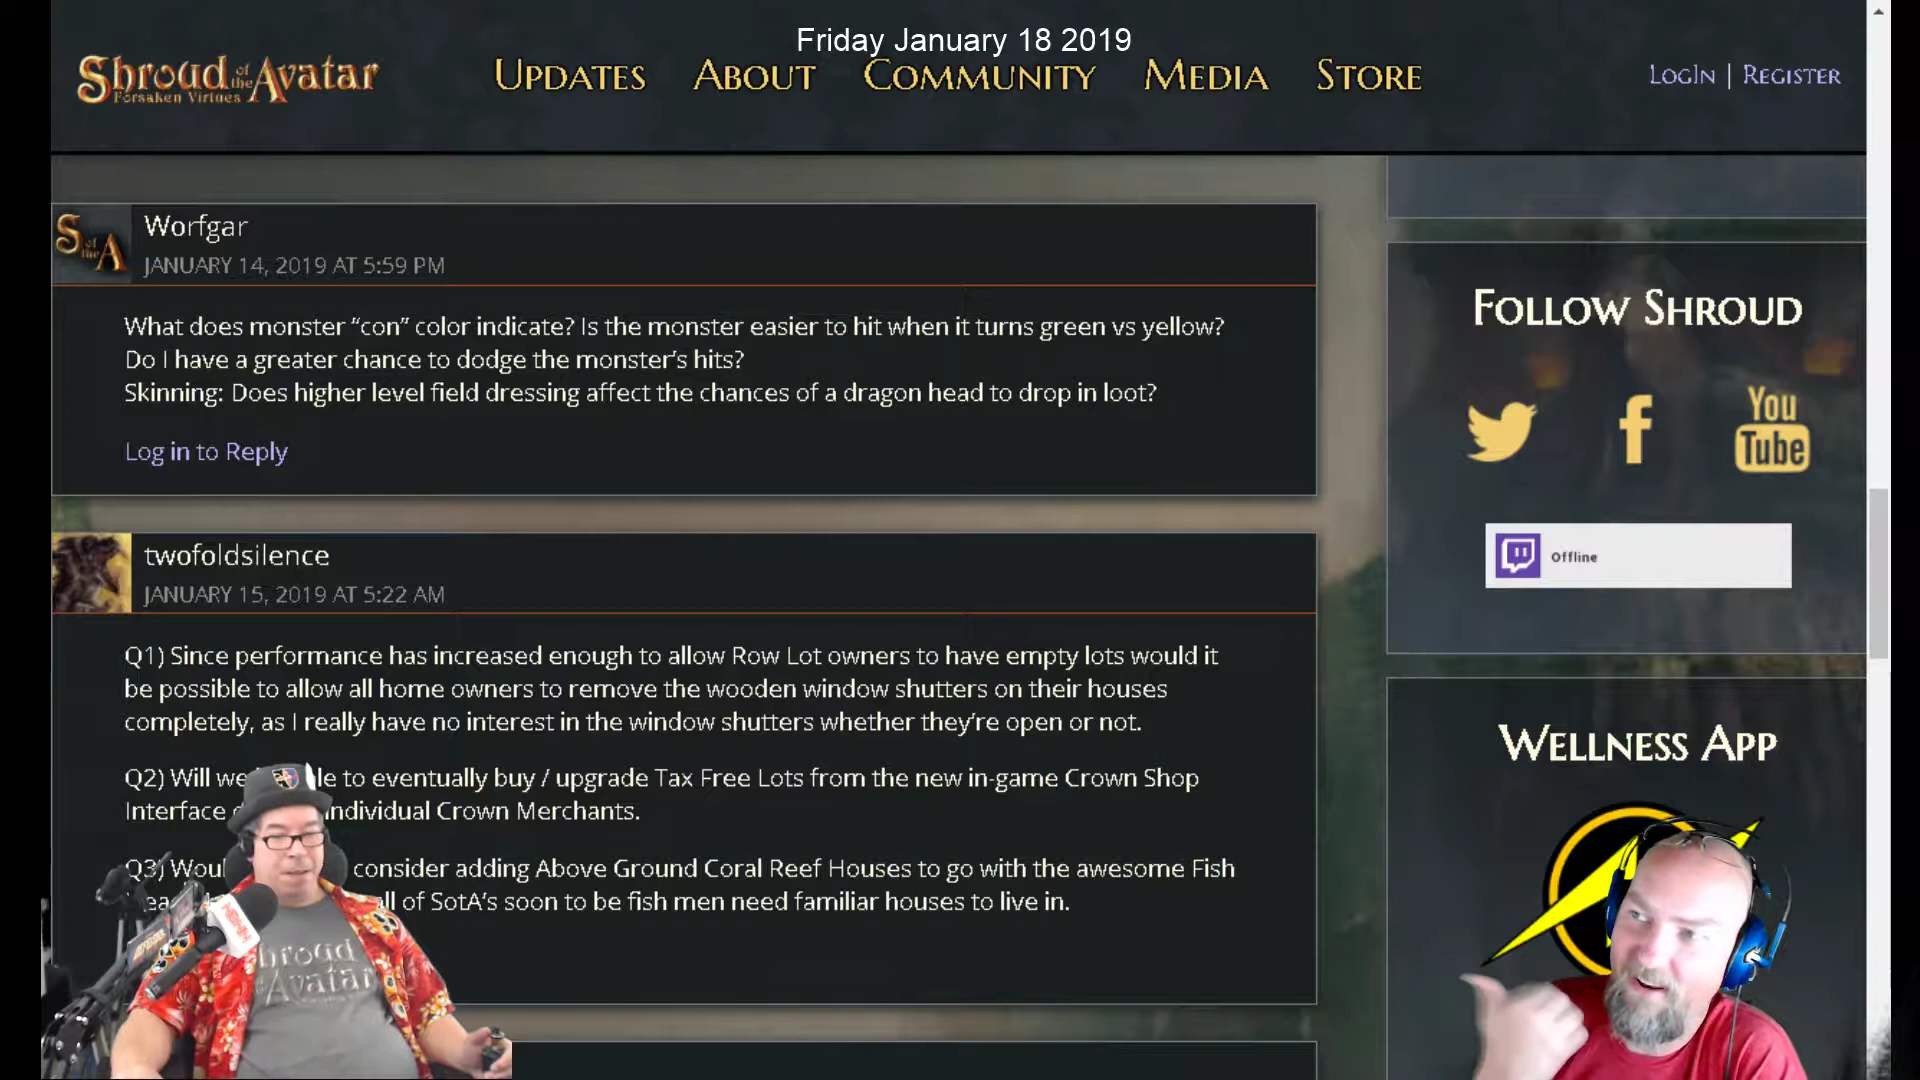 Friday January 18 2019
Shroud of the Avatar
Forsaken Virtues
Updates About Community Media Store
LogIn | Register
S of the A
Worfgar
JANUARY 14, 2019 AT 5:59 PM
What does monster “con” color indicate? Is the monster easier to hit when it turns green vs yellow?
Do I have a greater chance to dodge the monster’s hits?
Skinning: Does higher level field dressing affect the chances of a dragon head to drop in loot?
Log in to Reply
twofoldsilence
JANUARY 15, 2019 AT 5:22 AM
Q1) Since performance has increased enough to allow Row Lot owners to have empty lots would it
be possible to allow all home owners to remove the wooden window shutters on their houses
completely, as I really have no interest in the window shutters whether they’re open or not.
Q2) Will we to eventually buy / upgrade Tax Free Lots from the new in-game Crown Shop
Interface individual Crown Merchants.
Q3) consider adding Above Ground Coral Reef Houses to go with the awesome Fish
of SotA’s soon to be fish men need familiar houses to live in.
Follow Shroud
You
Tube
Offline
Wellness App
Shroud
Avatar